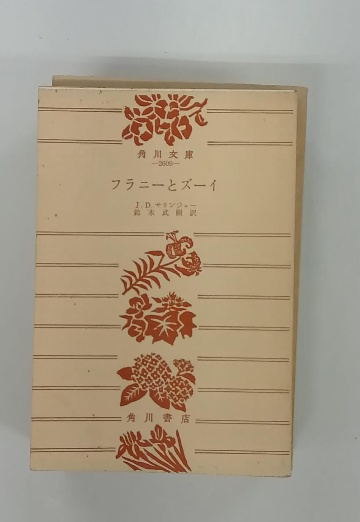 角川文庫
—2609—
フラニーとズーイ
J.D.サリンジャー
鈴木武樹訳
角川書店